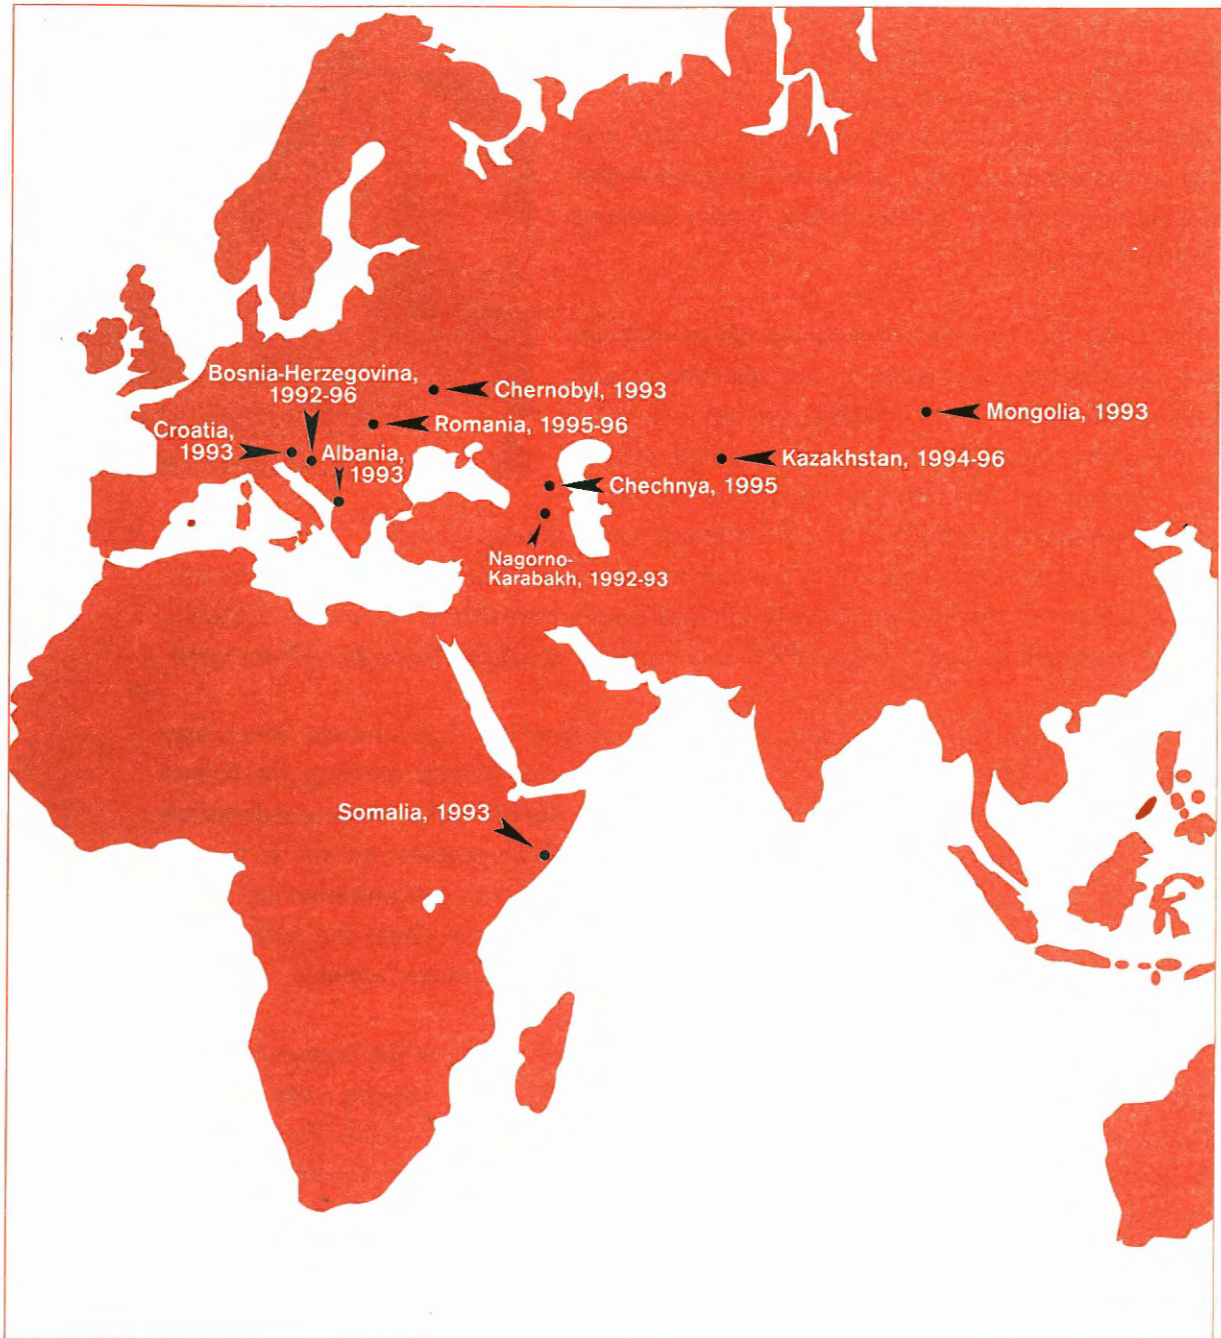 Bosnia-Herzegovina,
1992-96
Chernobyl, 1993
Mongolia, 1993
Romania, 1995-96
Croatia,
1993
Albania,
1993
Kazakhstan, 1994-96
Chechnya, 1995
Nagorno-
Karabakh, 1992-93
Somalia, 1993